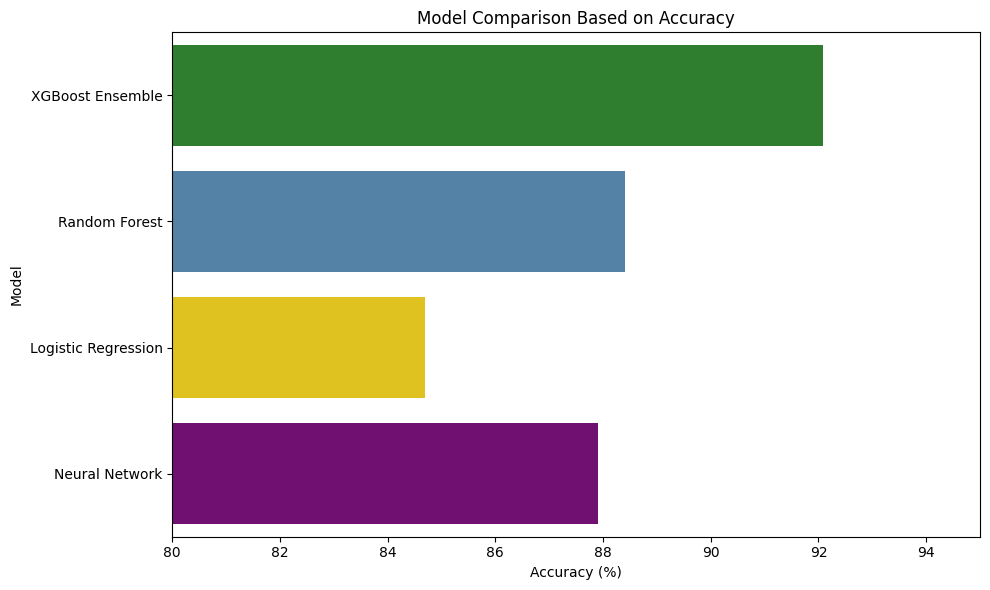 Model Comparison Based on Accuracy
XGBoost Ensemble
Random Forest
Model
Logistic Regression
Neural Network
80 82 84 86 88 90 92 94
Accuracy (%)